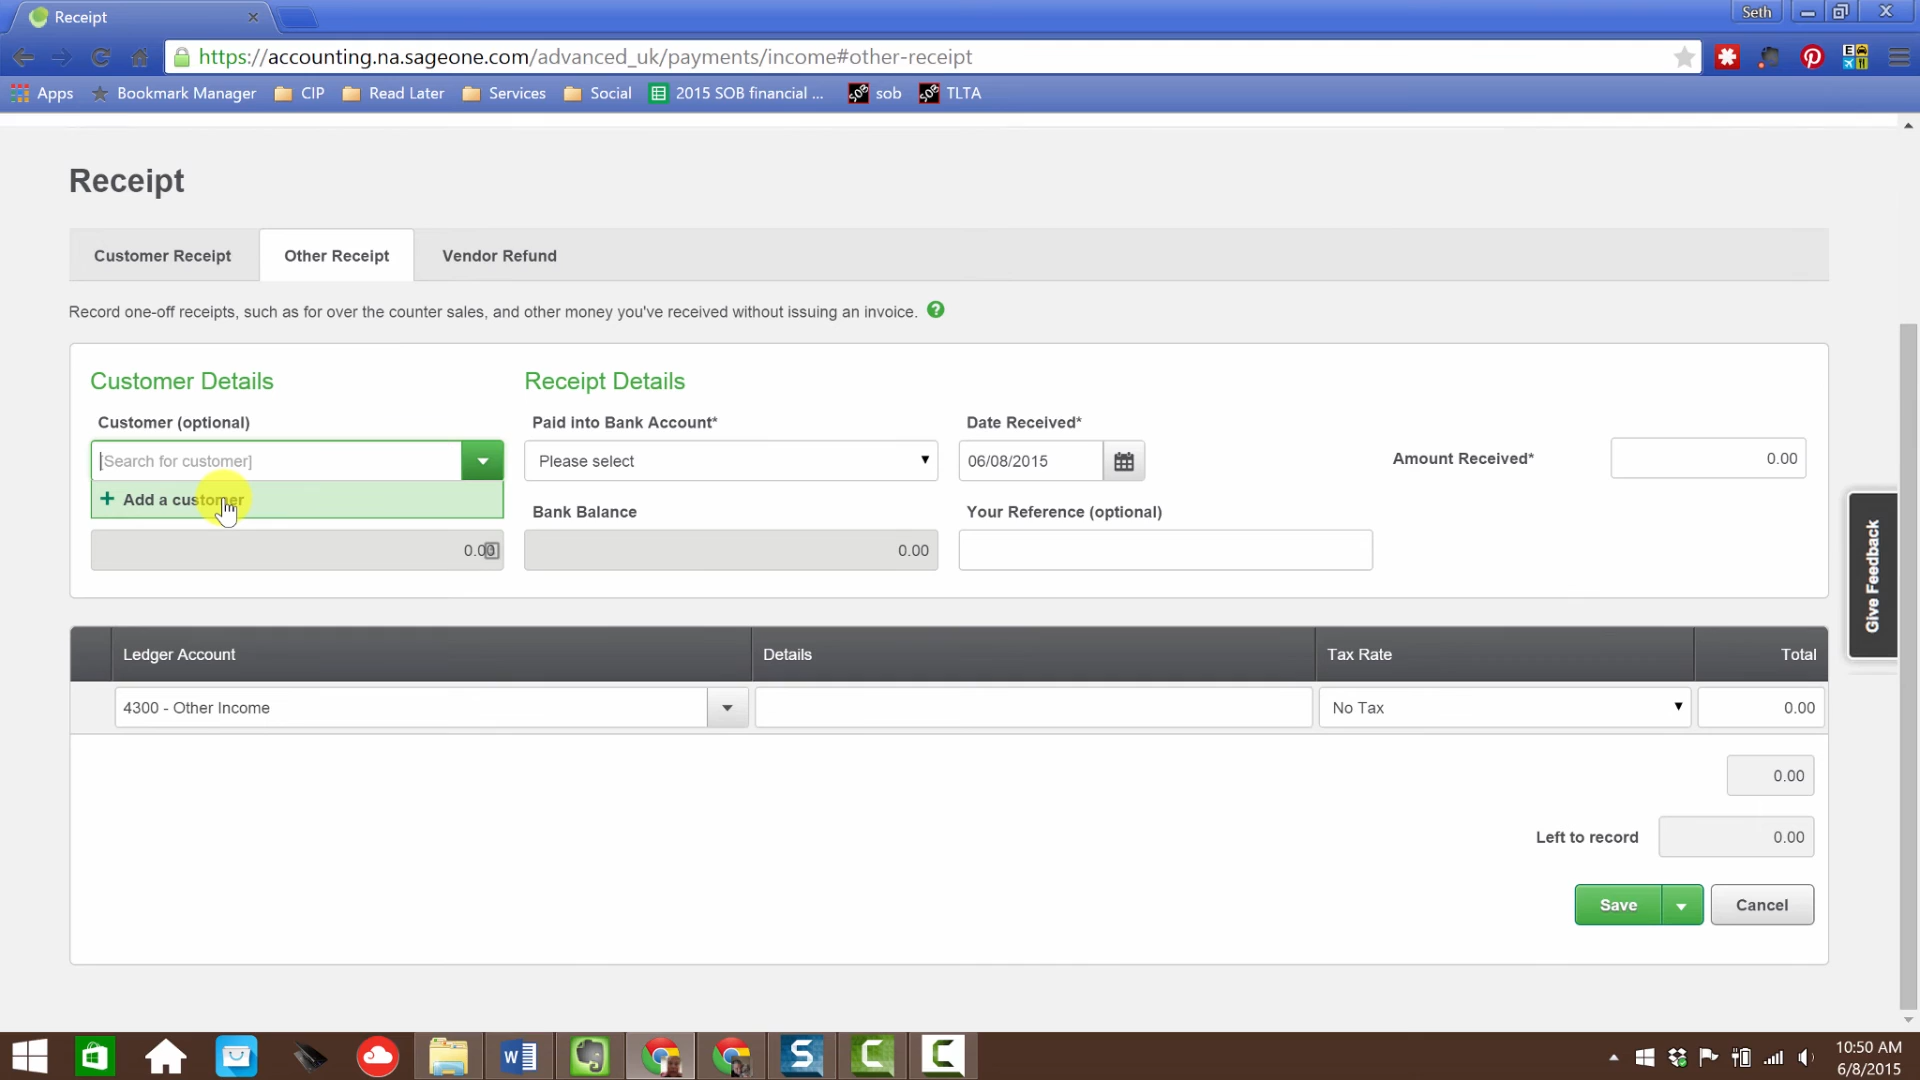 Receipt
Seth
https://accounting.na.sageone.com/advanced_uk/payments/income#other-receipt
Apps Bookmark Manager CIP Read Later Services Social 2015 SOB financial ... sob TLTA
Receipt
Customer Receipt Other Receipt Vendor Refund
Record one-off receipts, such as for over the counter sales, and other money you've received without issuing an invoice. ?
Customer Details Receipt Details
Customer (optional) Paid into Bank Account* Date Received*
[Search for customer] Please select 06/08/2015 Amount Received* 0.00
+ Add a customer
Bank Balance Your Reference (optional)
0.00 0.00
Give Feedback
Ledger Account Details Tax Rate Total
4300 - Other Income No Tax 0.00
0.00
Left to record 0.00
Save Cancel
10:50 AM
6/8/2015